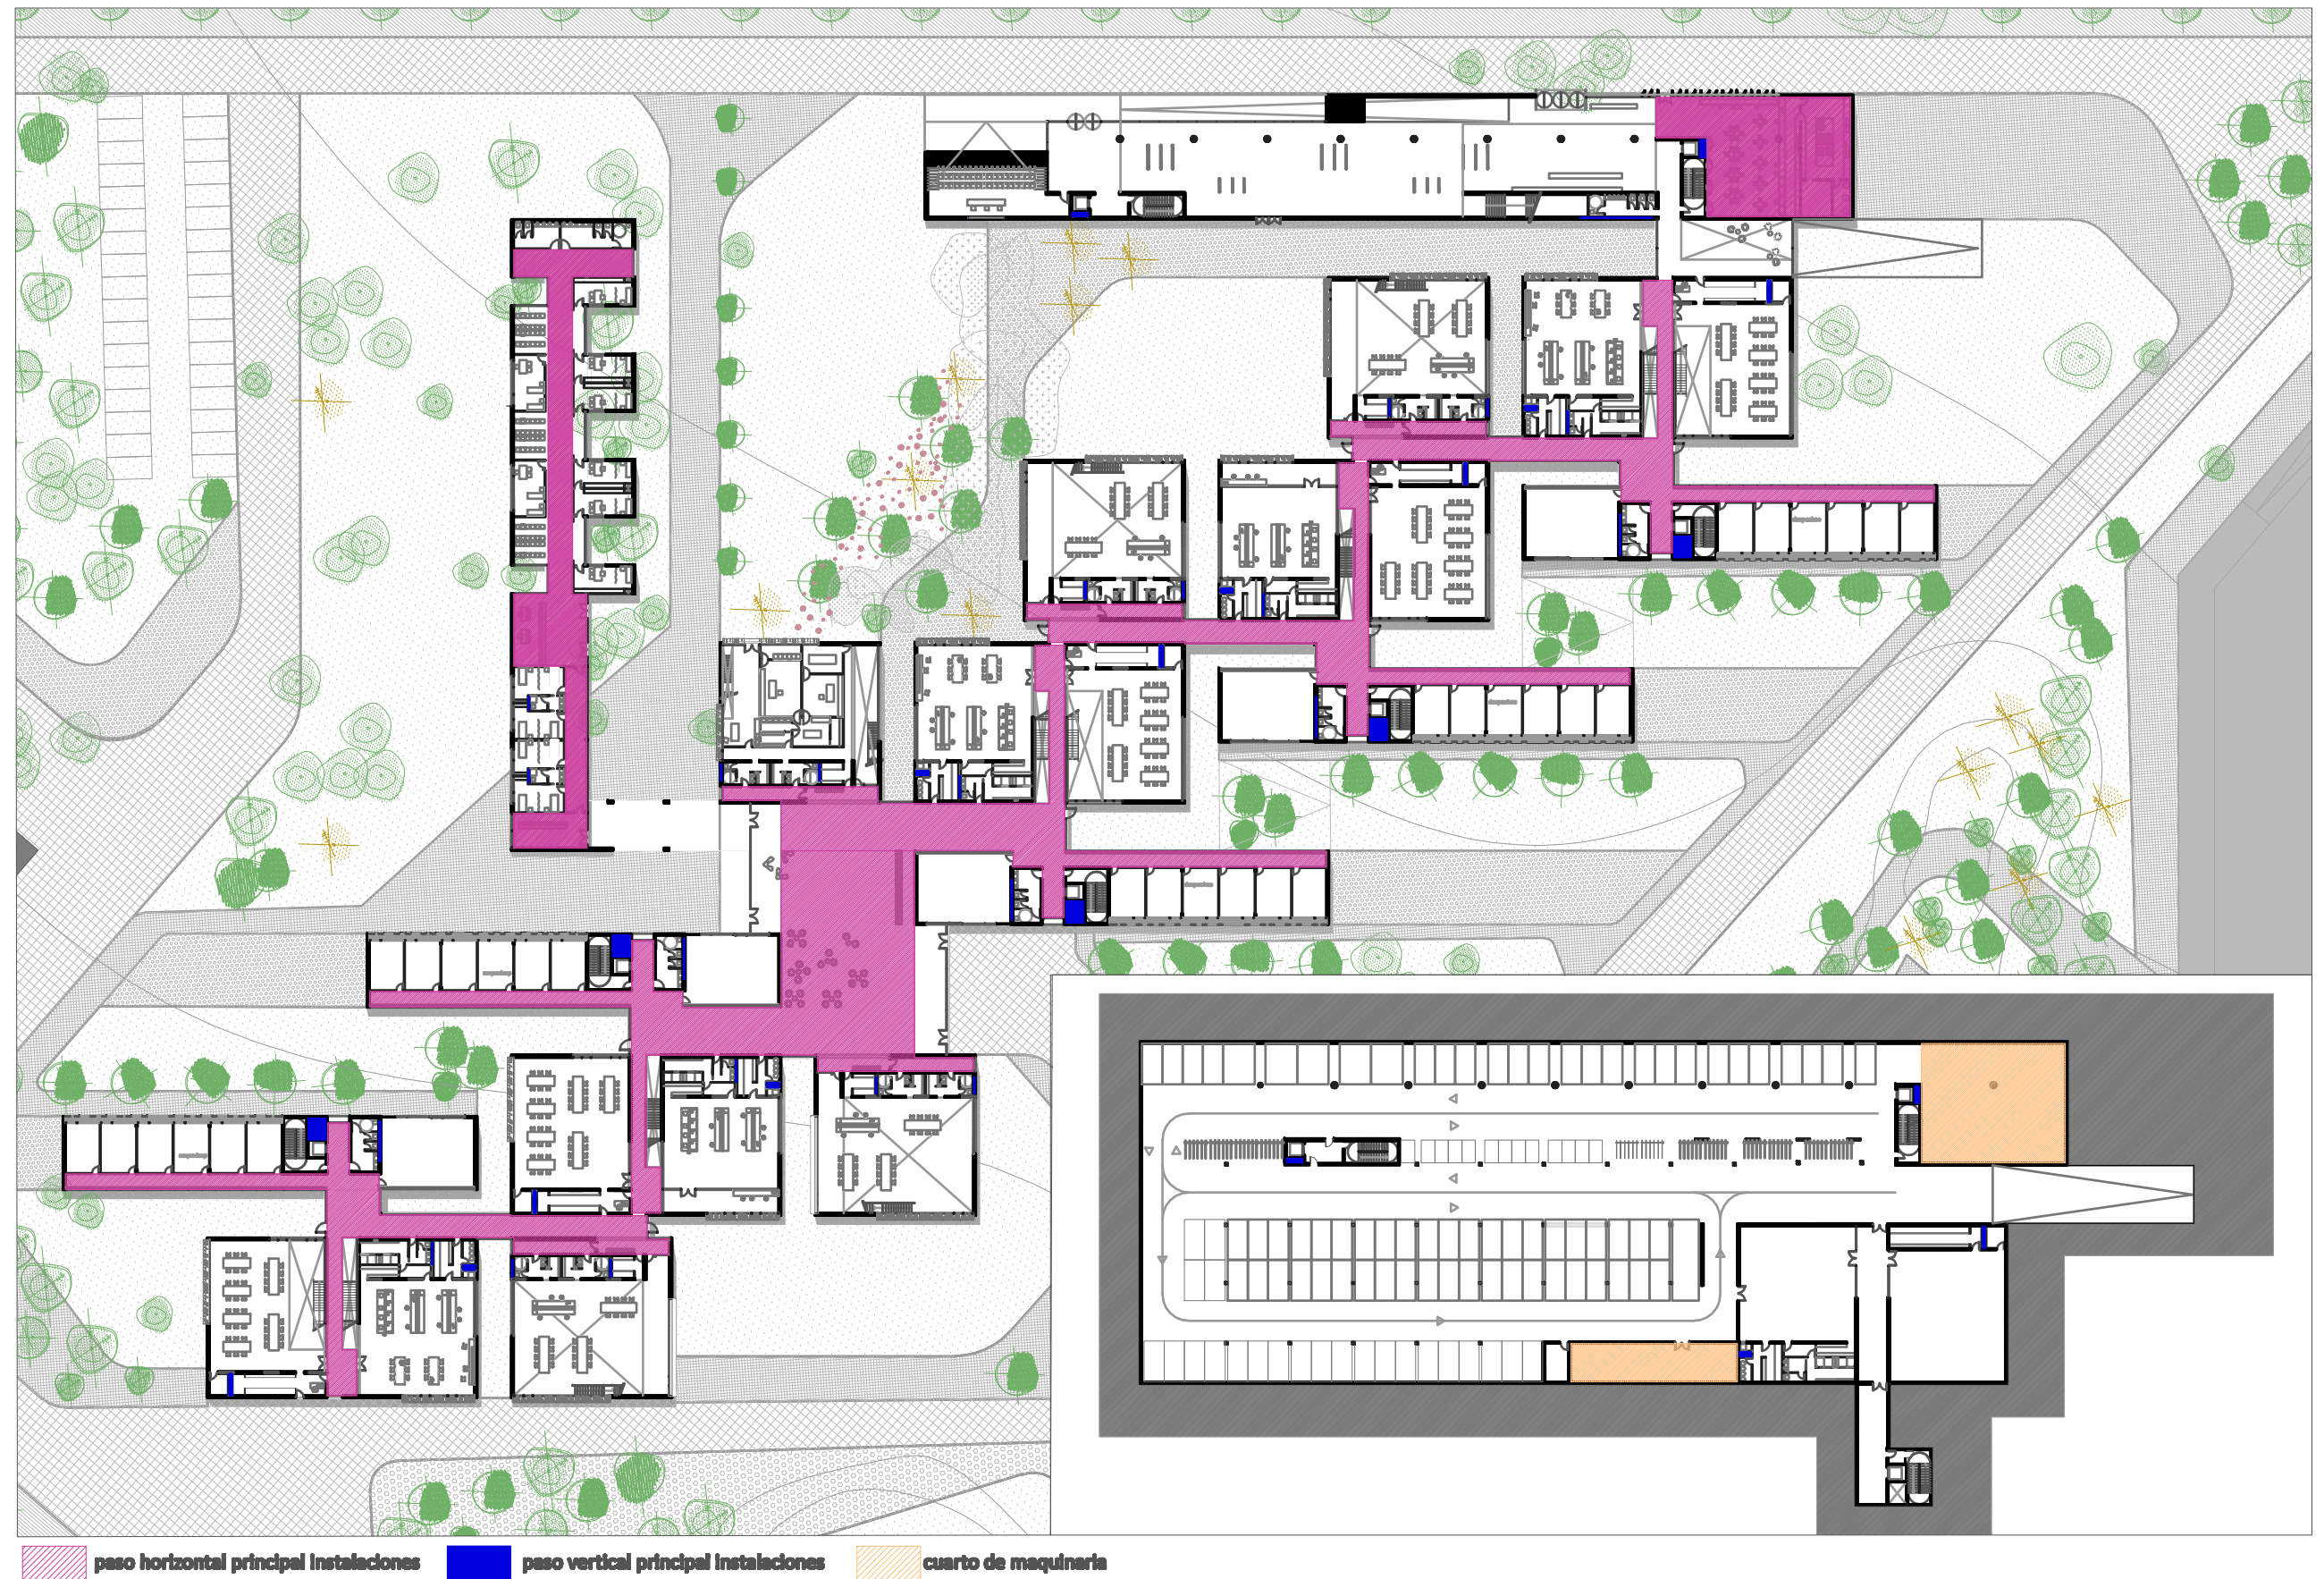 paso horizontal principal instalaciones
paso vertical principal instalaciones
cuarto de maquinaria